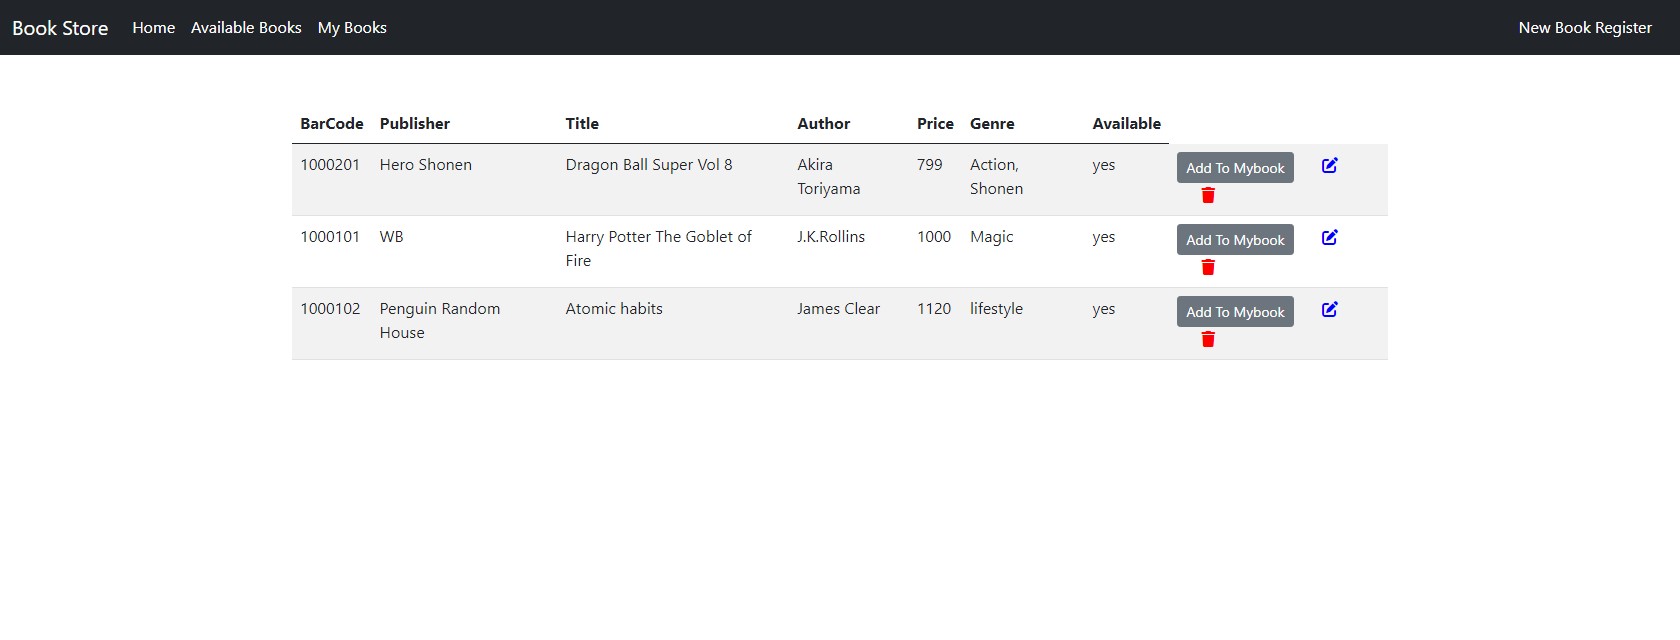 Book Store Home Available Books My Books New Book Register
BarCode Publisher Title Author Price Genre Available
1000201 Hero Shonen Dragon Ball Super Vol 8 Akira 799 Action, yes Add To Mybook
Toriyama Shonen
1000101 WB Harry Potter The Goblet of J.K.Rollins 1000 Magic yes Add To Mybook
Fire
1000102 Penguin Random Atomic habits James Clear 1120 lifestyle yes Add To Mybook
House